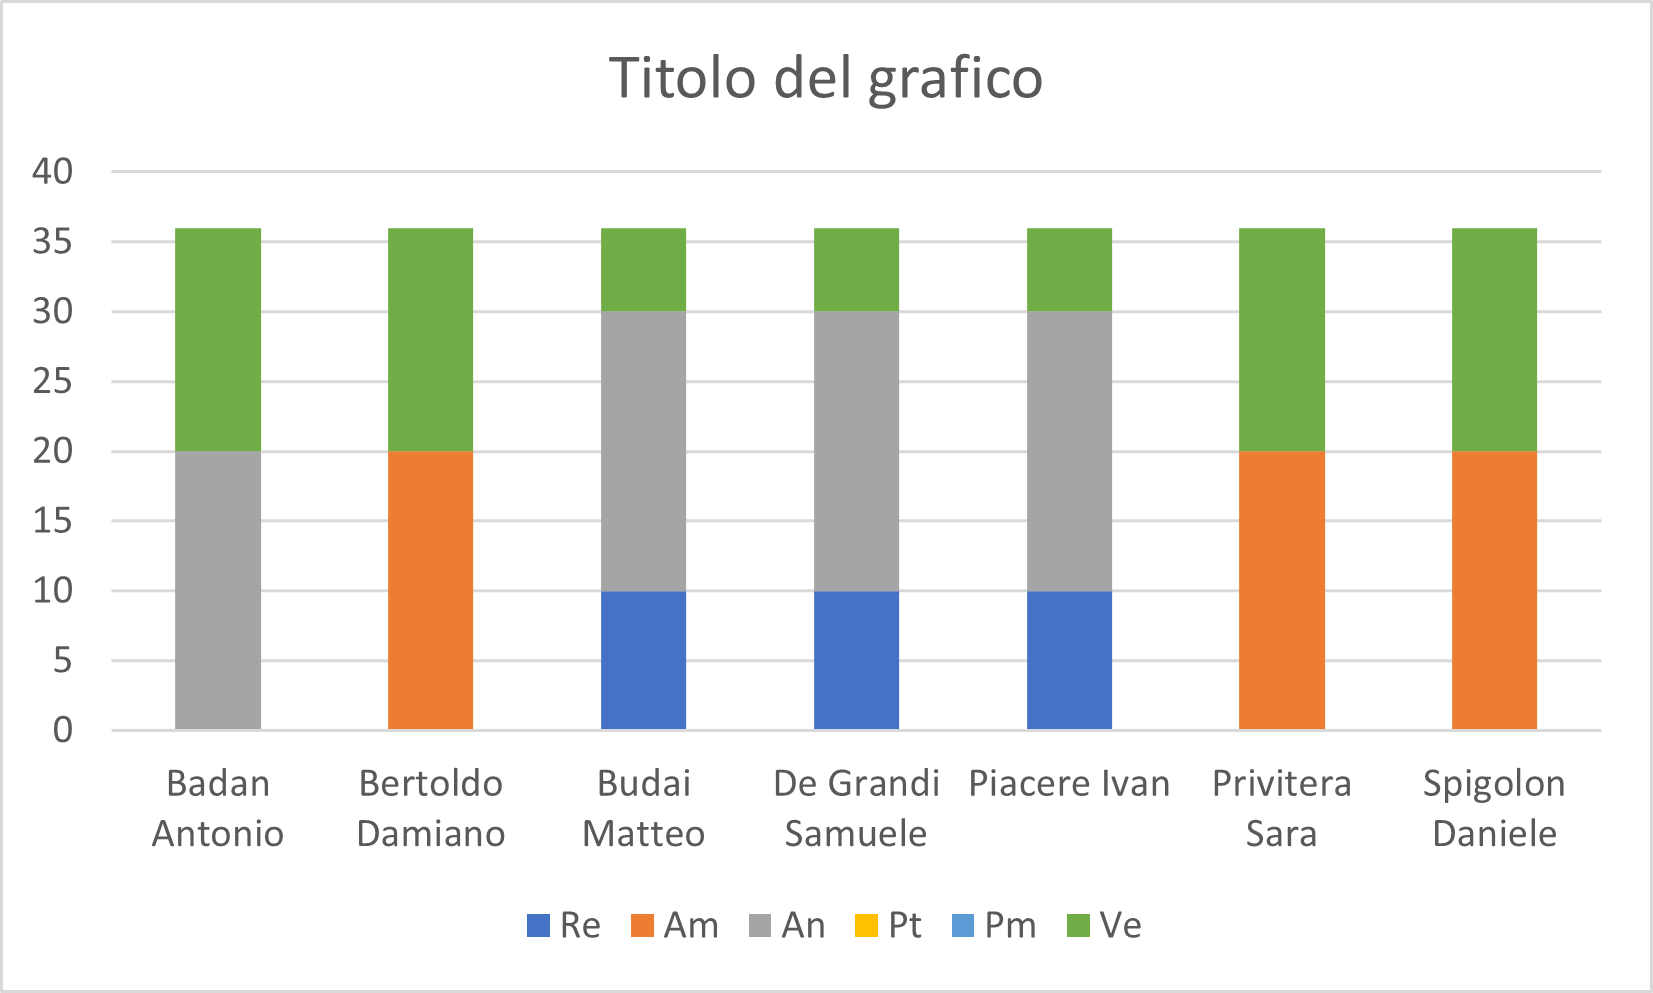 Titolo del grafico
40
35
30
25
20
15
10
5
0
Badan Antonio
Bertoldo Damiano
Budai Matteo
De Grandi Samuele
Piacere Ivan
Privitera Sara
Spigolon Daniele
Re Am An Pt Pm Ve